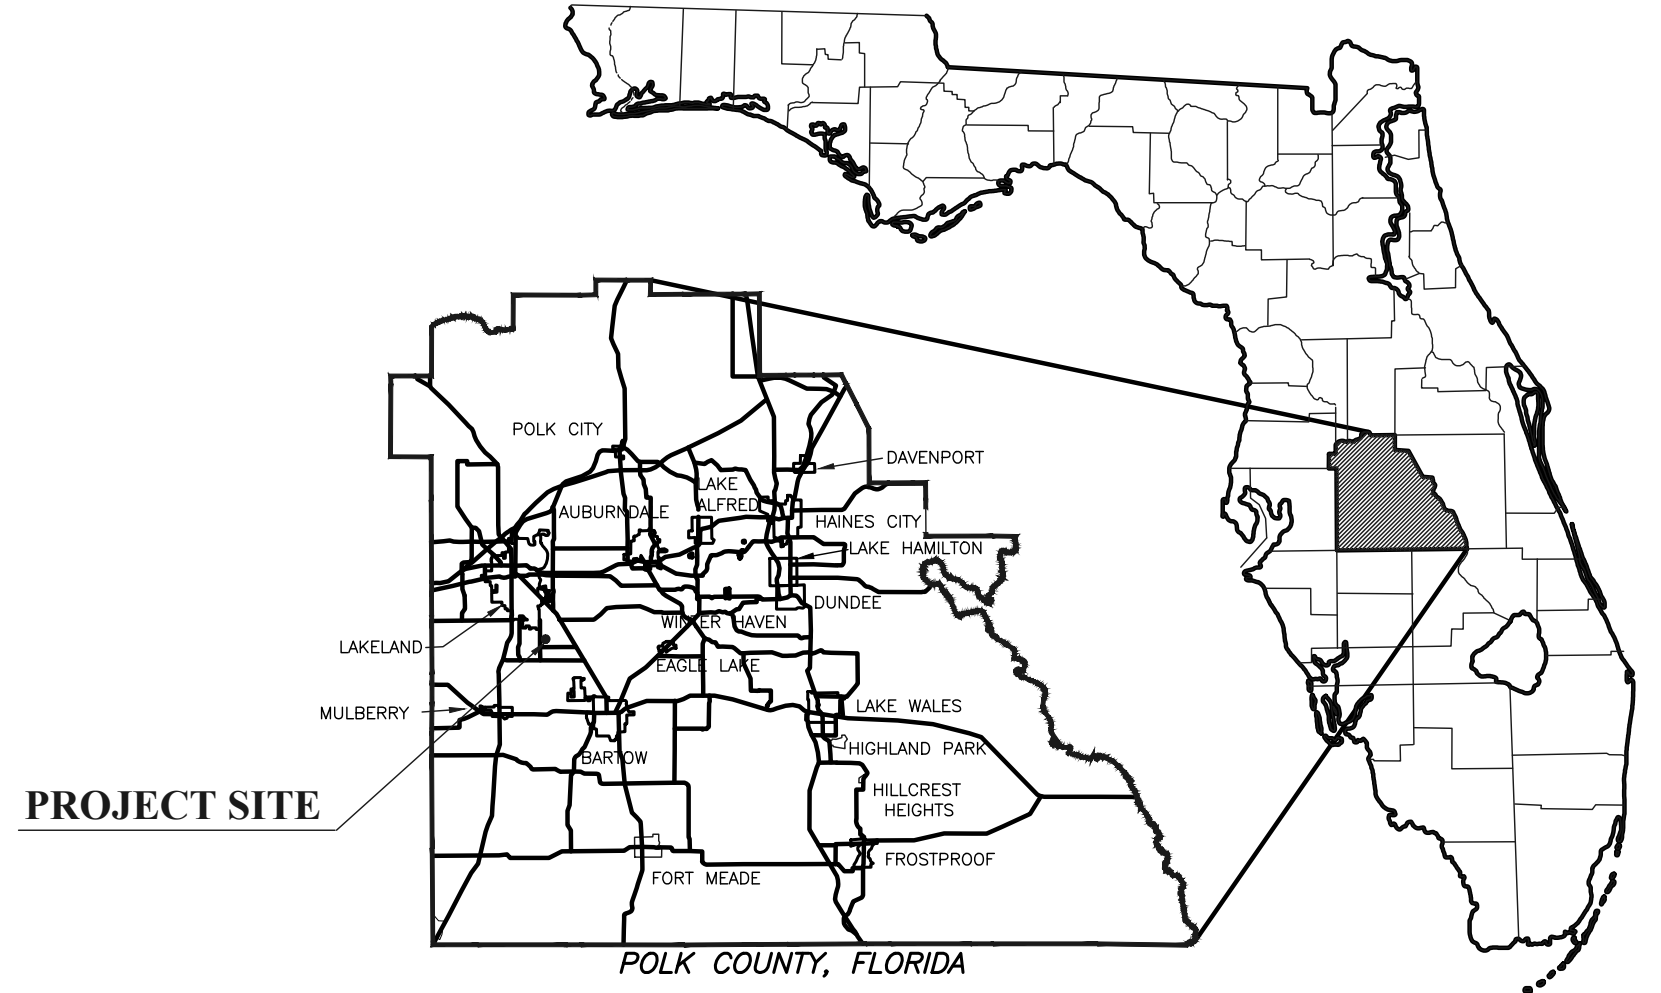 POLK CITY
DAVENPORT
LAKE
ALFRED
AUBURNDALE
HAINES CITY
LAKE HAMILTON
DUNDEE
WINTER HAVEN
LAKELAND
EAGLE LAKE
LAKE WALES
MULBERRY
HIGHLAND PARK
BARTOW
HILLCREST
HEIGHTS
PROJECT SITE
FROSTPROOF
FORT MEADE
POLK COUNTY, FLORIDA